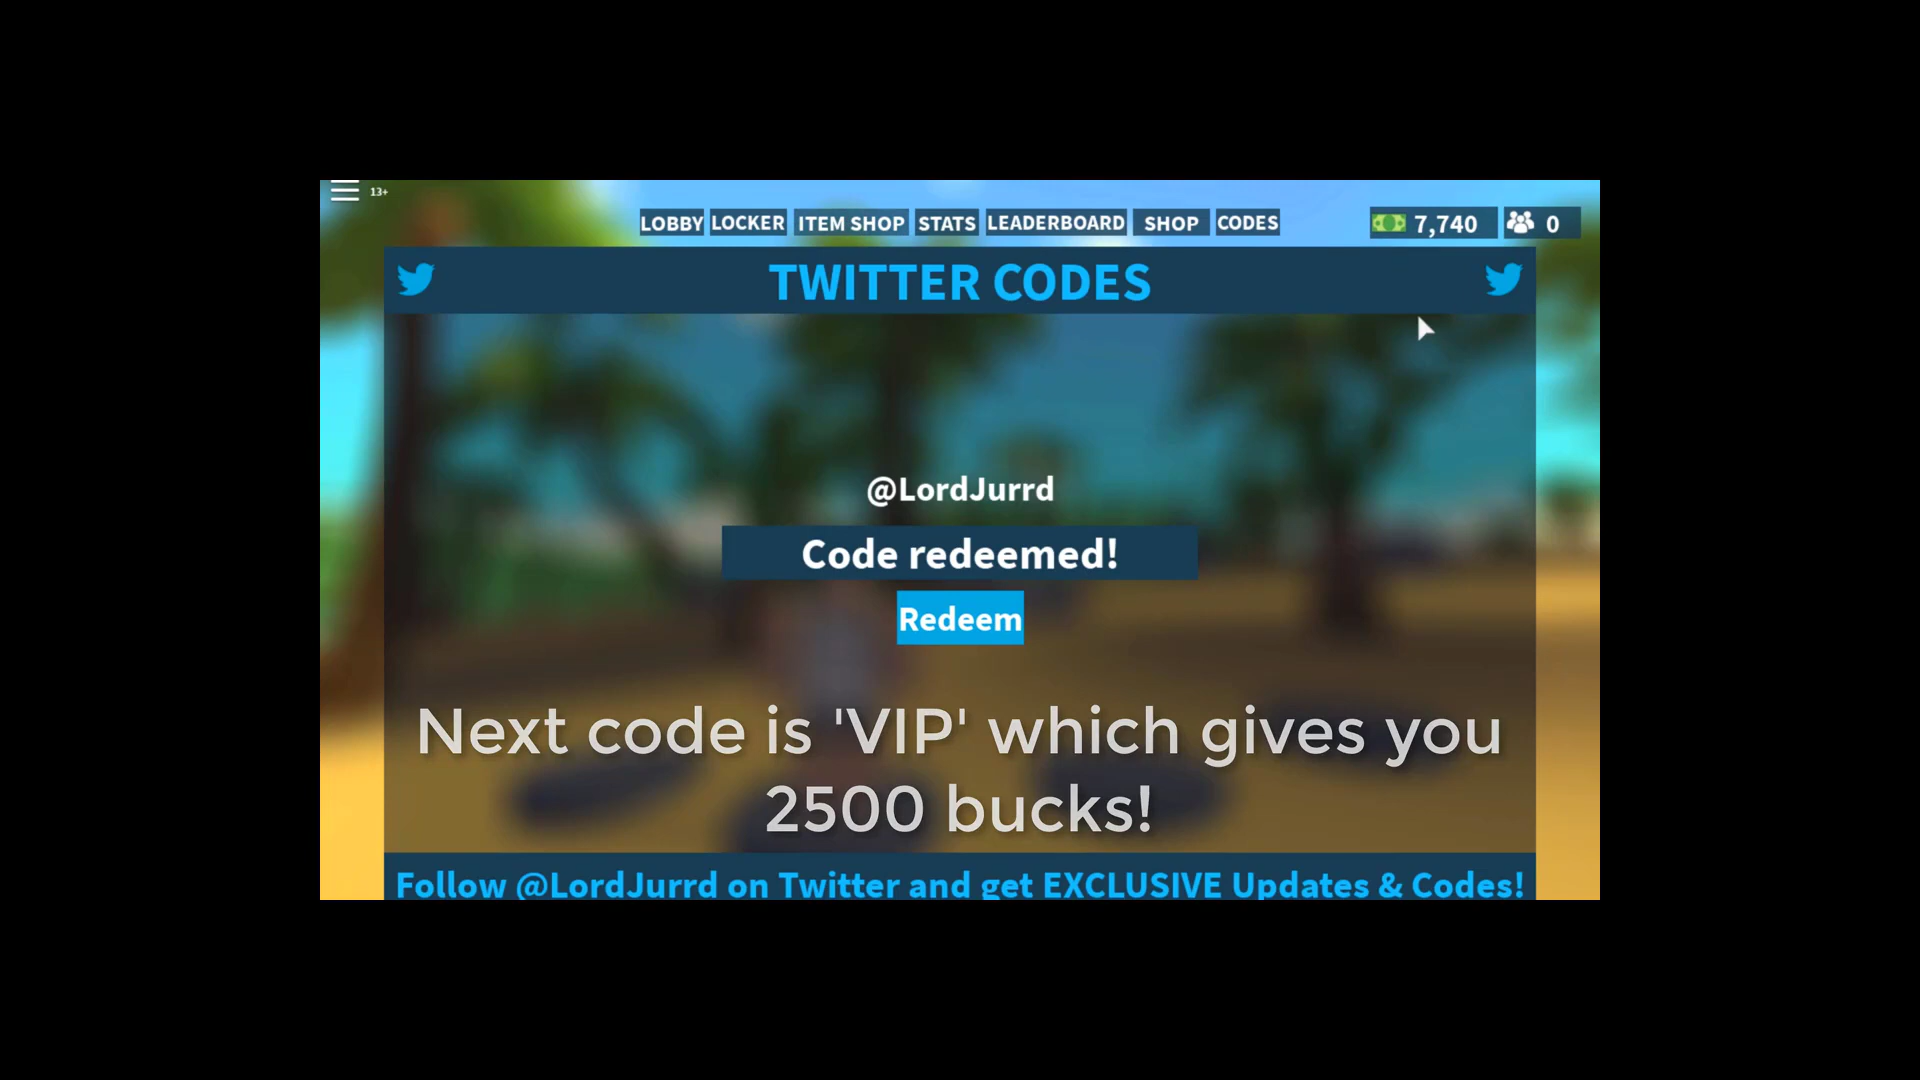 13+
LOBBY LOCKER ITEM SHOP STATS LEADERBOARD SHOP CODES 7,740 0
TWITTER CODES
@LordJurrd
Code redeemed!
Redeem
Next code is 'VIP' which gives you
2500 bucks!
Follow @LordJurrd on Twitter and get EXCLUSIVE Updates & Codes!